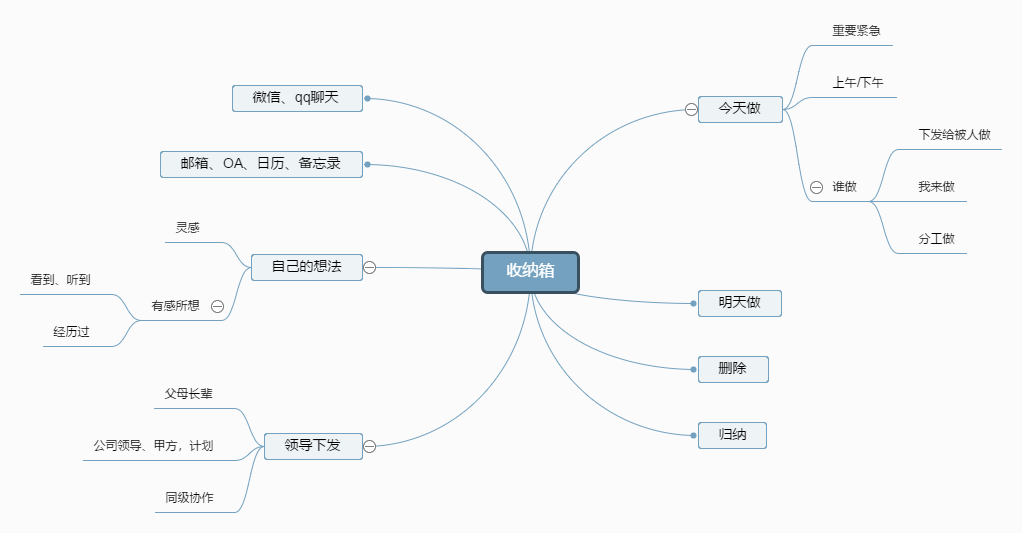 收纳箱
微信、qq聊天
邮箱、OA、日历、备忘录
自己的想法
灵感
有感所想
看到、听到
经历过
领导下发
父母长辈
公司领导、甲方，计划
同级协作
今天做
重要紧急
上午/下午
谁做
下发给被人做
我来做
分工做
明天做
删除
归纳